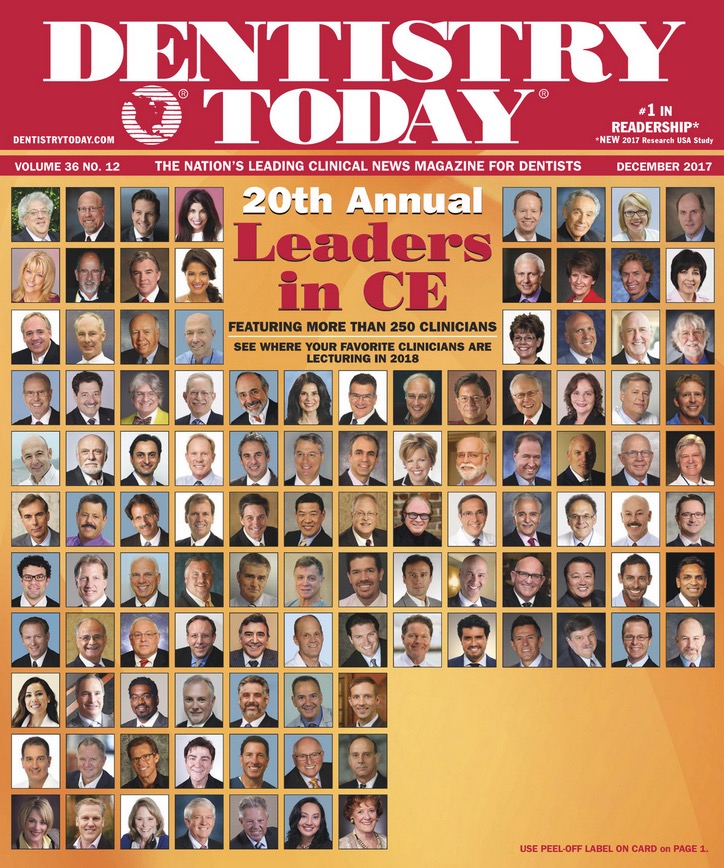 DENTISTRY
TODAY®
®
DENTISTRYTODAY.COM
#1 IN
READERSHIP*
*NEW 2017 Research USA Study
VOLUME 36 NO. 12 THE NATION'S LEADING CLINICAL NEWS MAGAZINE FOR DENTISTS DECEMBER 2017
20th Annual
Leaders
in CE
FEATURING MORE THAN 250 CLINICIANS
SEE WHERE YOUR FAVORITE CLINICIANS ARE
LECTURING IN 2018
USE PEEL-OFF LABEL ON CARD on PAGE 1.